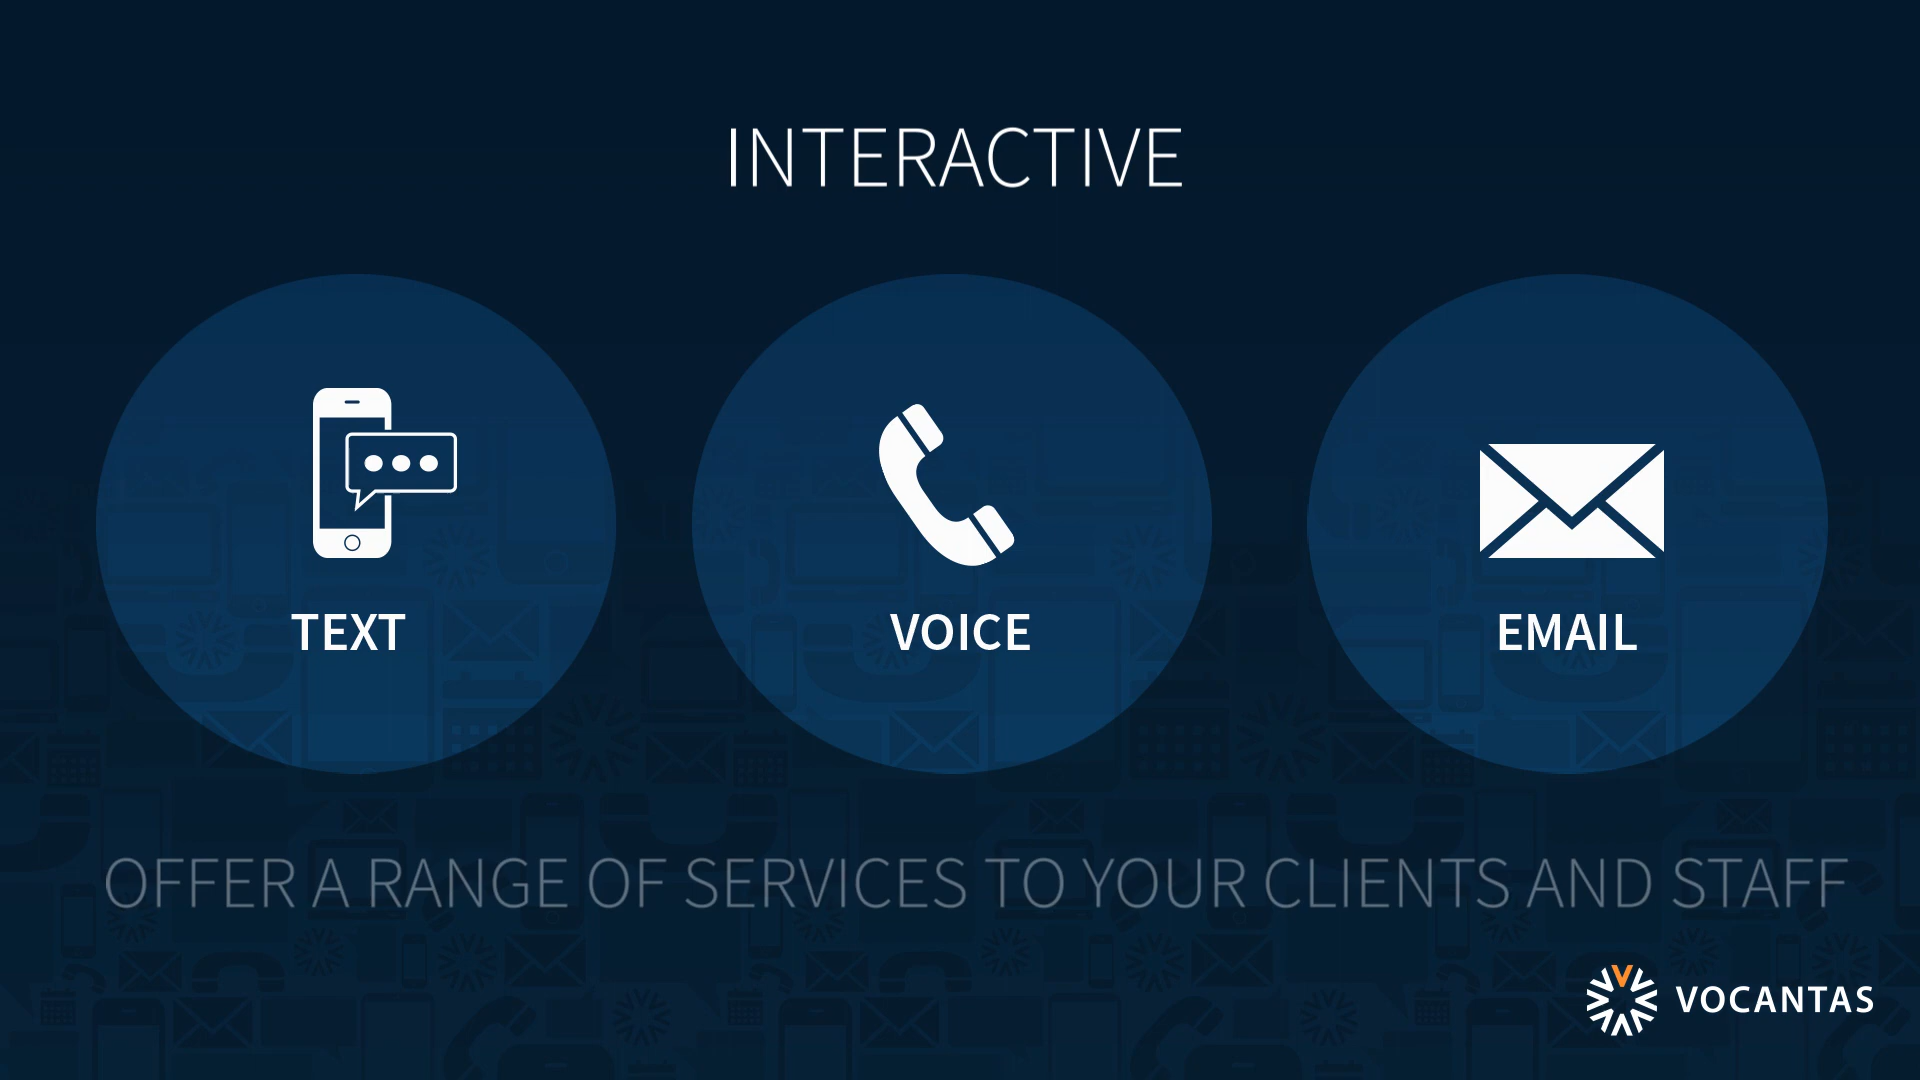 INTERACTIVE
TEXT
VOICE
EMAIL
OFFER A RANGE OF SERVICES TO YOUR CLIENTS AND STAFF
VOCANTAS